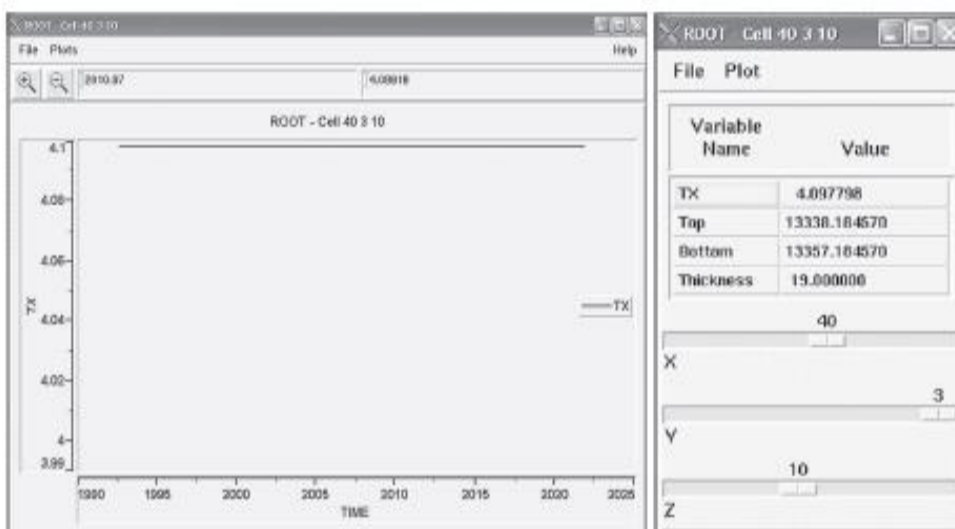 ROOT - Cell 40 3 10
File Plots Help
2010.97 4.09818
ROOT - Cell 40 3 10
4.1
4.08
4.06
4.04
4.02
4
3.99
TX
TX
1990 1995 2000 2005 2010 2015 2020 2025
TIME
ROOT - Cell 40 3 10
File Plot
Variable
Name Value
TX 4.097798
Top 13338.184570
Bottom 13357.184570
Thickness 19.000000
40
X
3
Y
10
Z